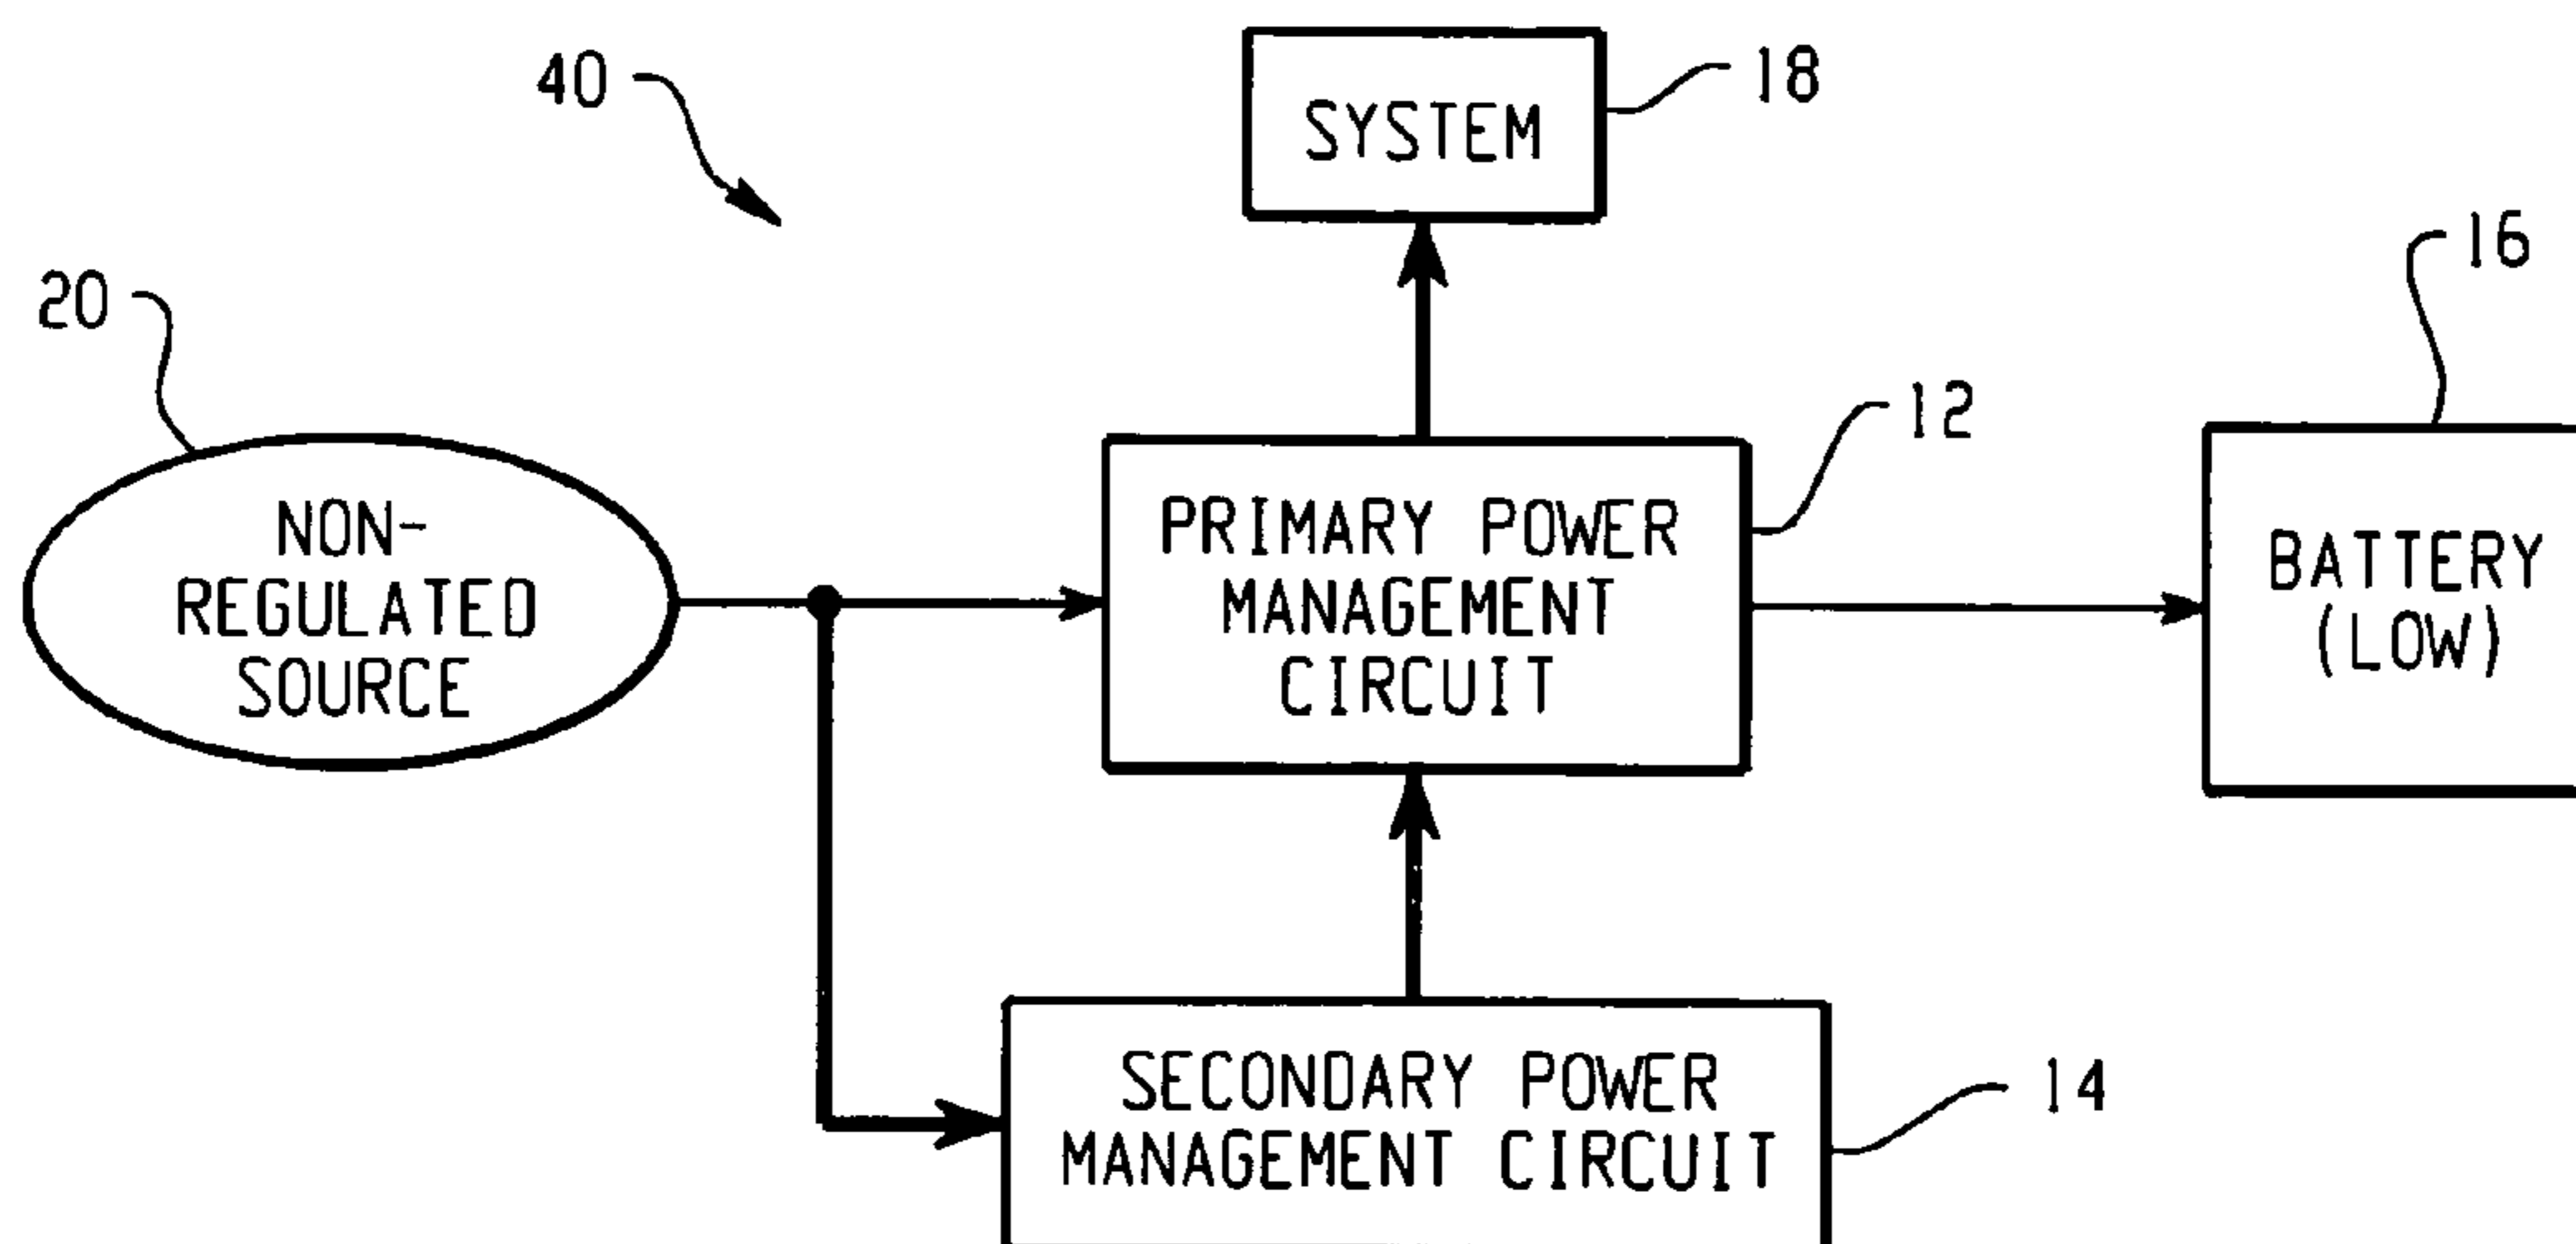 40
SYSTEM
18
20
16
12
NON-
REGULATED
SOURCE
PRIMARY POWER
MANAGEMENT
CIRCUIT
BATTERY
(LOW)
SECONDARY POWER
MANAGEMENT CIRCUIT
14